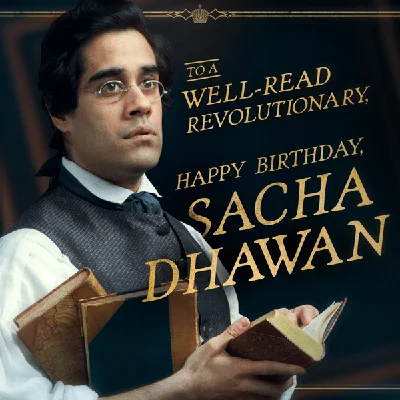 TO A
WELL-READ
REVOLUTIONARY,
HAPPY BIRTHDAY,
SACHA
DHAWAN